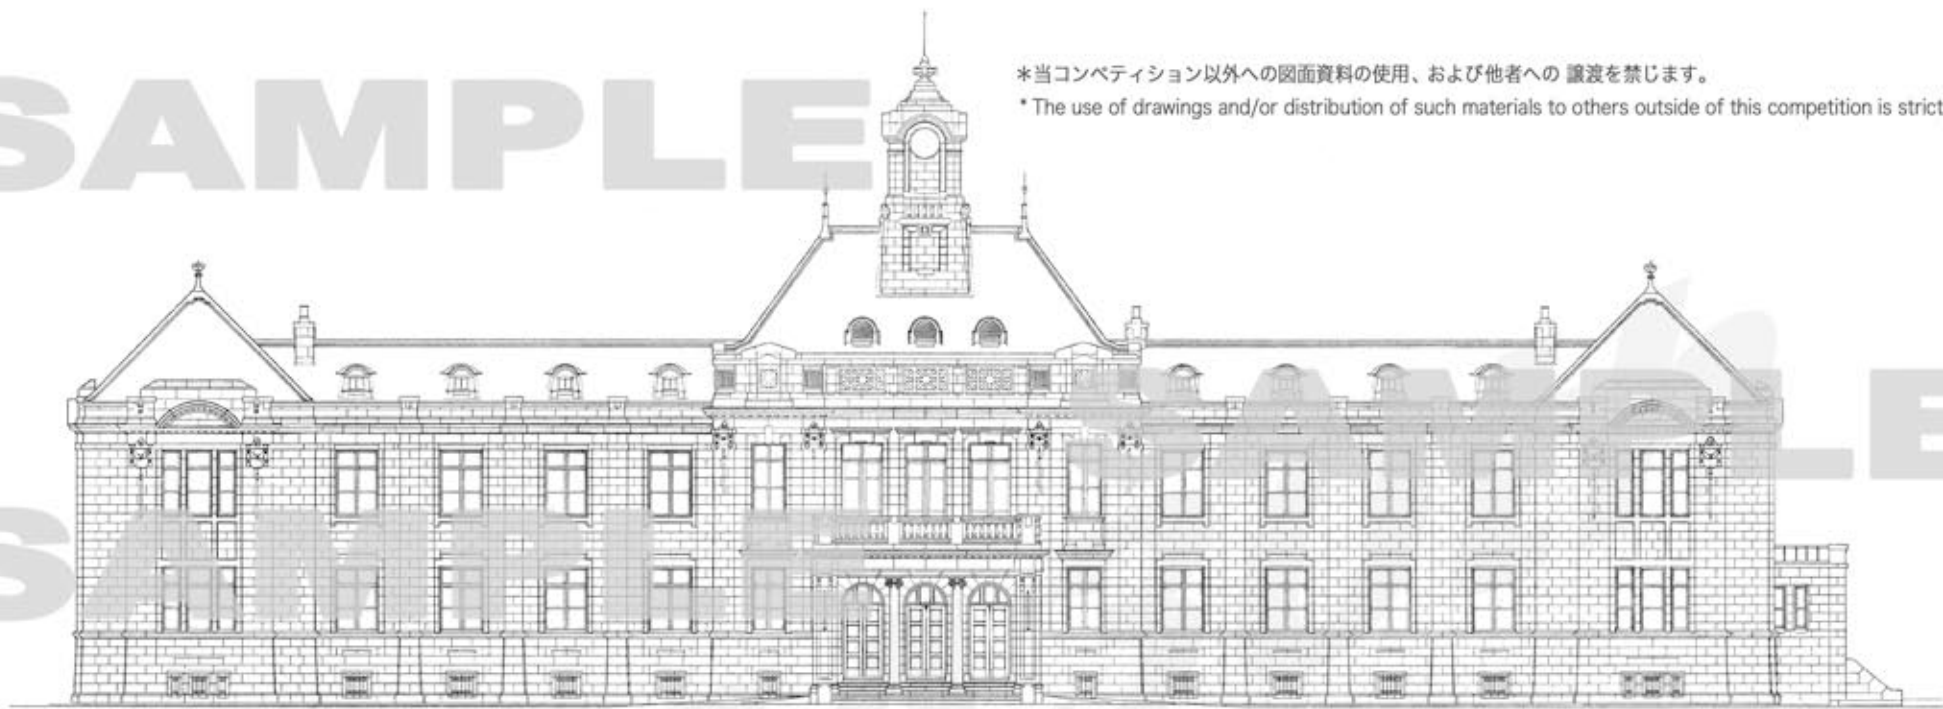 SAMPLE
＊当コンペティション以外への図面資料の使用、および他者への 譲渡を禁じます。
* The use of drawings and/or distribution of such materials to others outside of this competition is strict
SAMPLE
SAMPLE